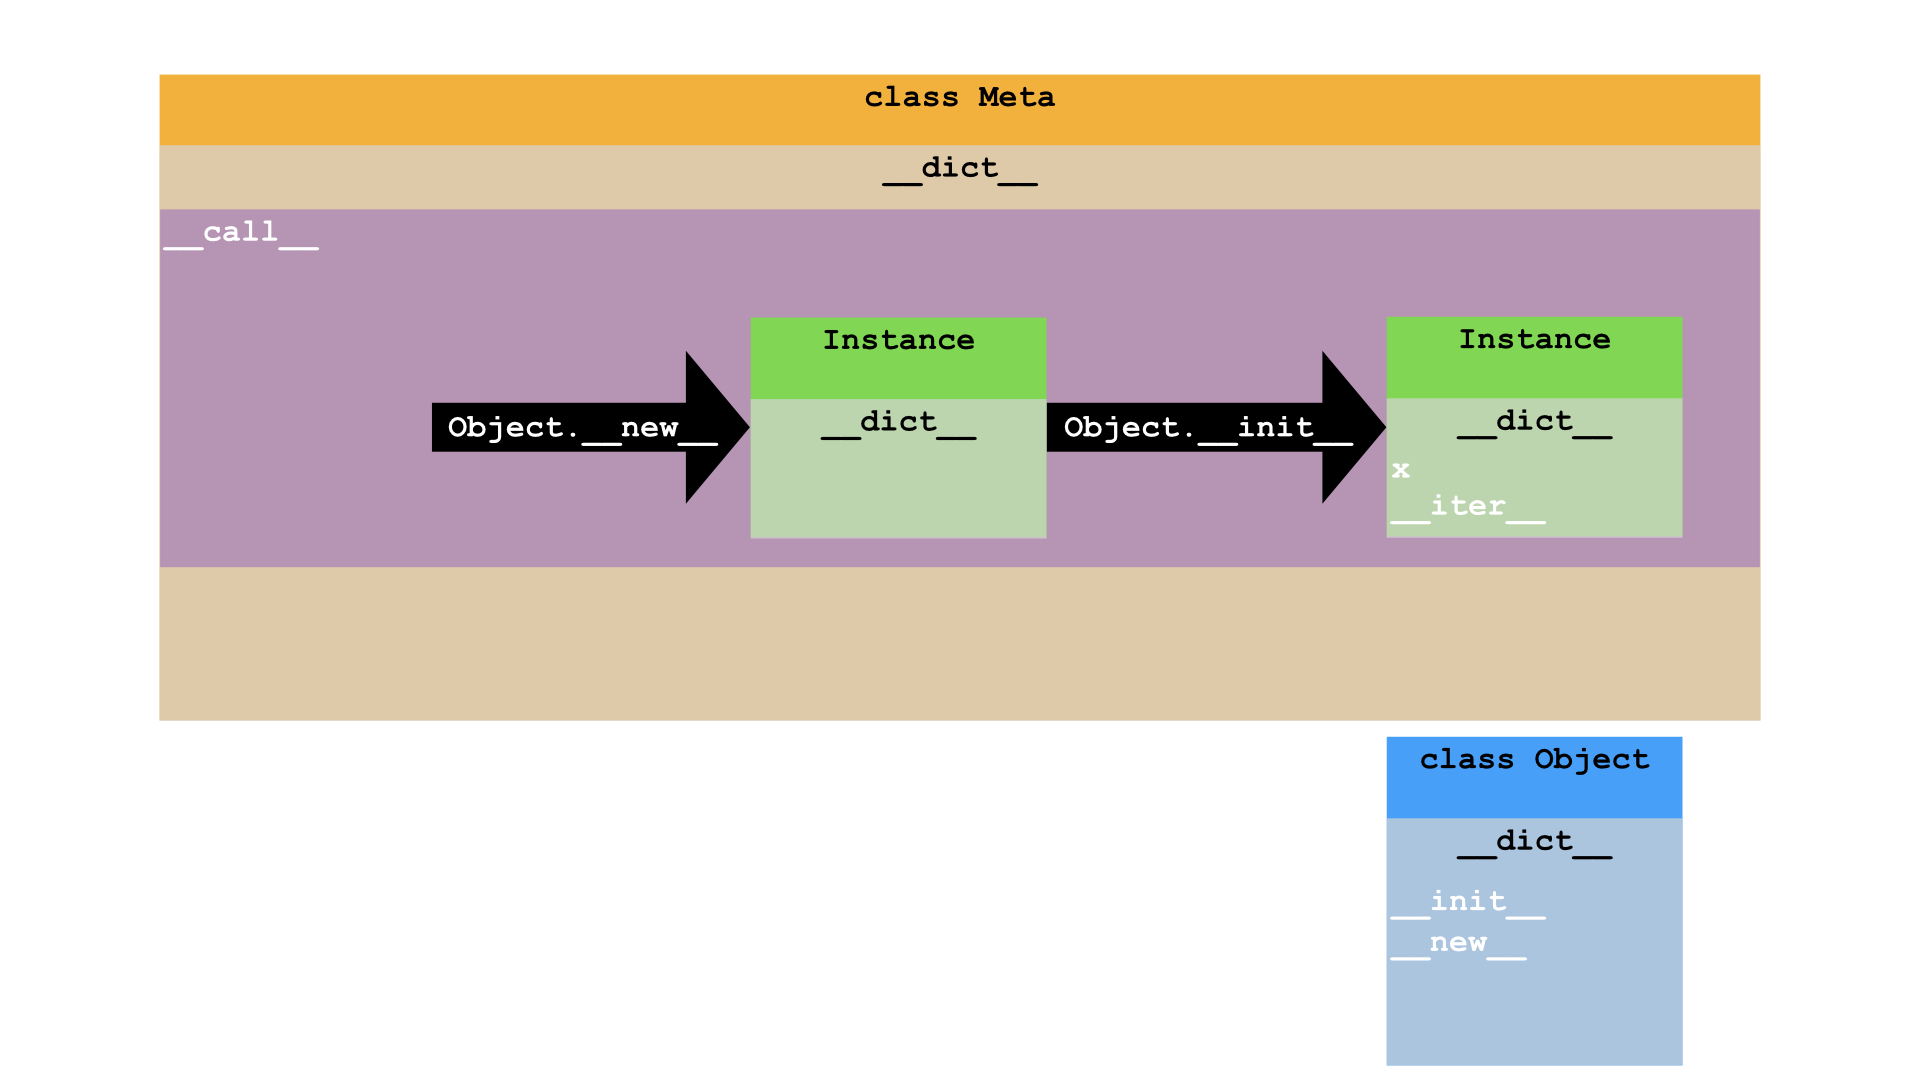 class Meta
__dict__
__call__
Object.__new__
Instance
__dict__
Object.__init__
Instance
__dict__
x
__iter__
class Object
__dict__
__init__
__new__